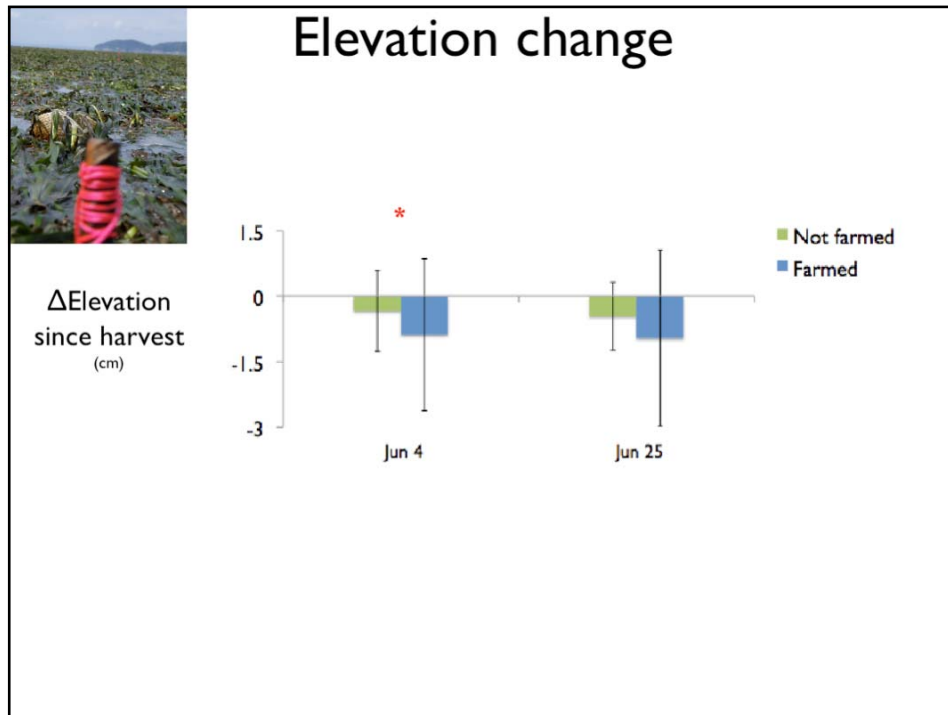 Elevation change
*
1.5
0
-1.5
-3
ΔElevation
since harvest
(cm)
Jun 4
Jun 25
Not farmed
Farmed